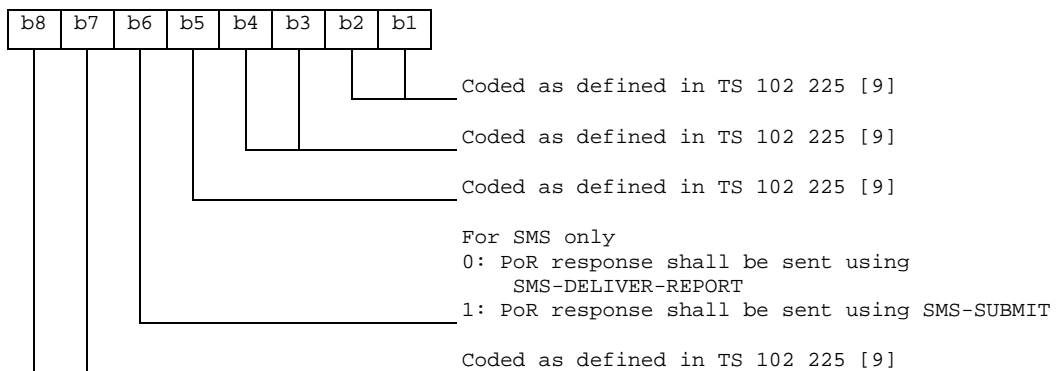 b8 b7 b6 b5 b4 b3 b2 b1
Coded as defined in TS 102 225 [9]
Coded as defined in TS 102 225 [9]
Coded as defined in TS 102 225 [9]
For SMS only
0: PoR response shall be sent using
SMS-DELIVER-REPORT
1: PoR response shall be sent using SMS-SUBMIT
Coded as defined in TS 102 225 [9]